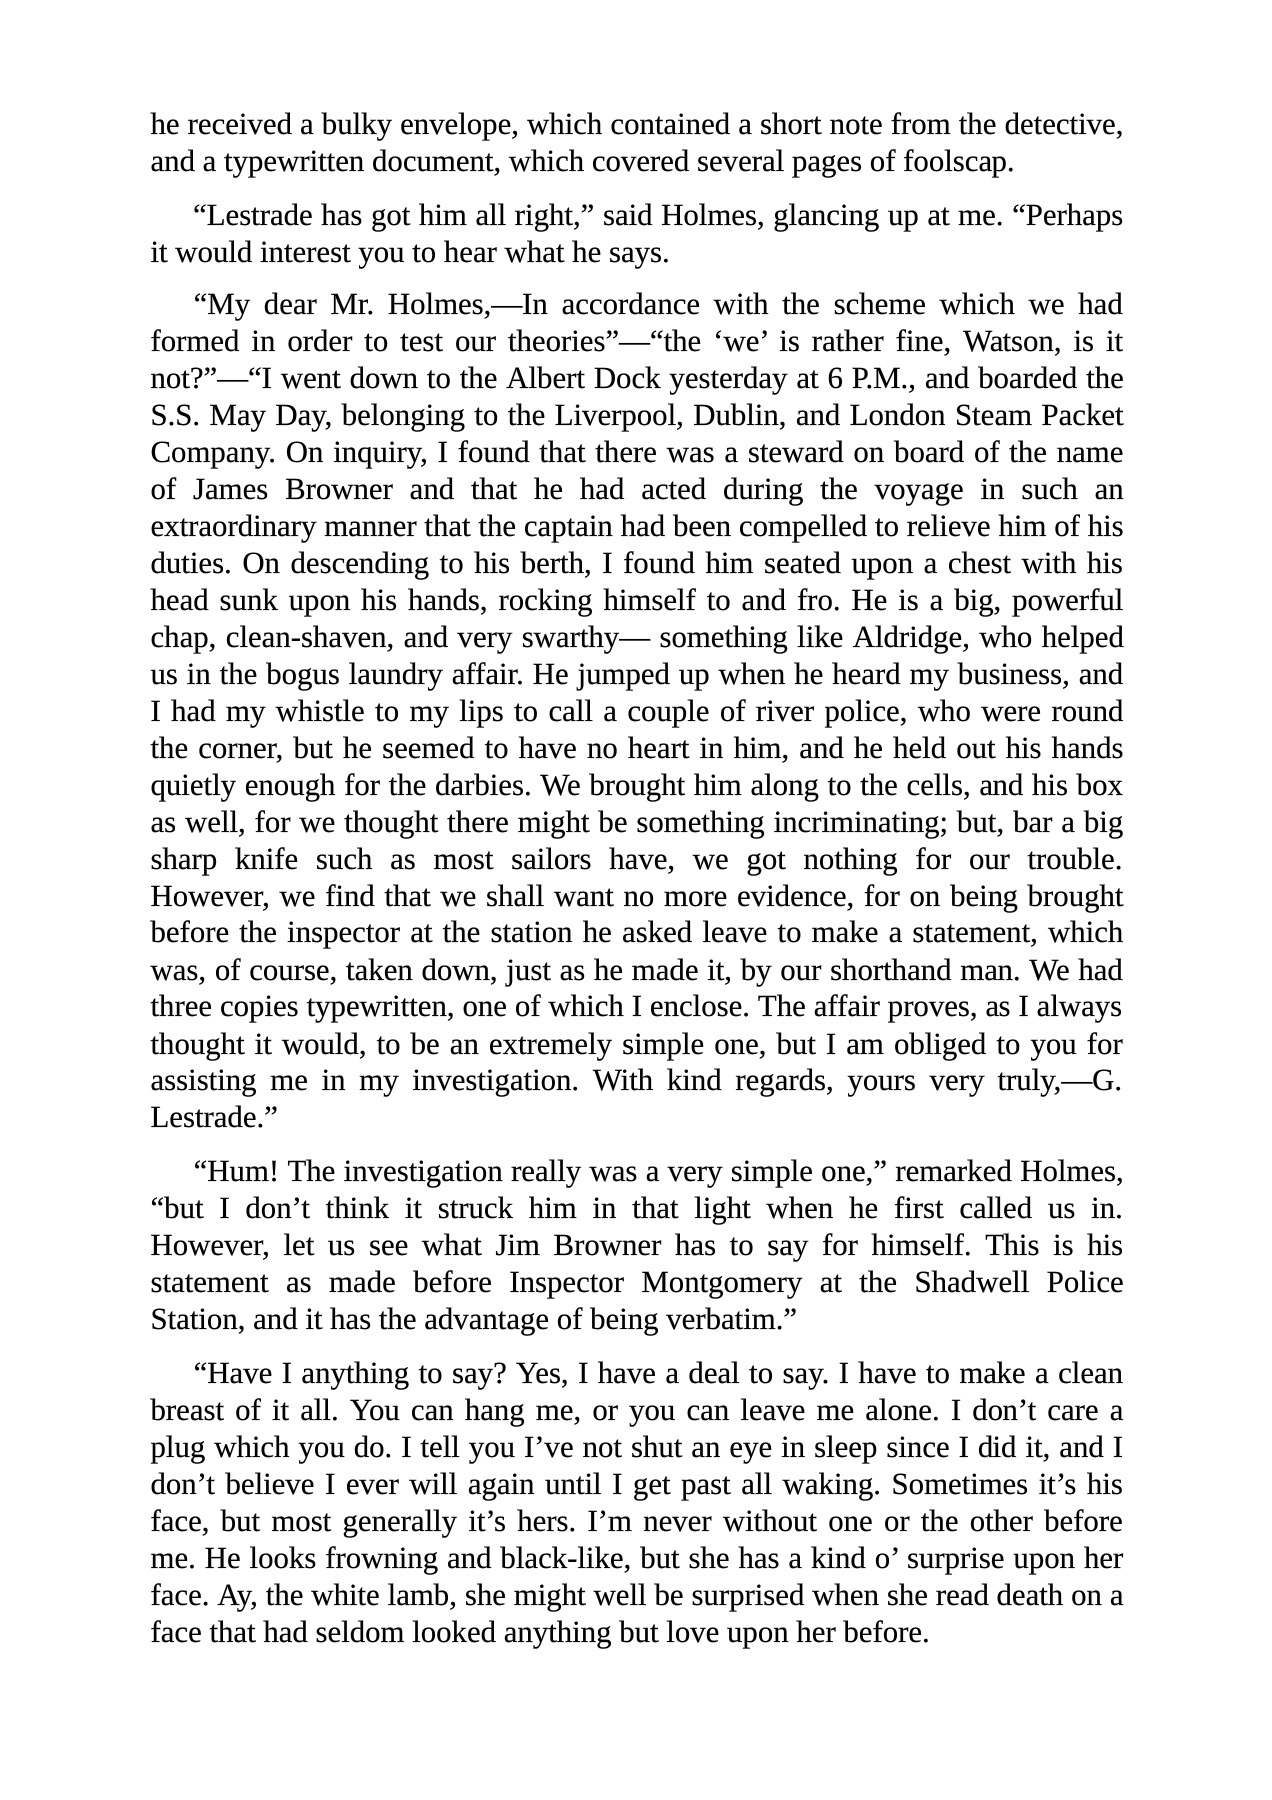 he received a bulky envelope, which contained a short note from the detective,
and a typewritten document, which covered several pages of foolscap.
“Lestrade has got him all right,” said Holmes, glancing up at me. “Perhaps
it would interest you to hear what he says.
“My dear Mr. Holmes,—In accordance with the scheme which we had
formed in order to test our theories”—“the ‘we’ is rather fine, Watson, is it
not?”—“I went down to the Albert Dock yesterday at 6 P.M., and boarded the
S.S. May Day, belonging to the Liverpool, Dublin, and London Steam Packet
Company. On inquiry, I found that there was a steward on board of the name
of James Browner and that he had acted during the voyage in such an
extraordinary manner that the captain had been compelled to relieve him of his
duties. On descending to his berth, I found him seated upon a chest with his
head sunk upon his hands, rocking himself to and fro. He is a big, powerful
chap, clean-shaven, and very swarthy— something like Aldridge, who helped
us in the bogus laundry affair. He jumped up when he heard my business, and
I had my whistle to my lips to call a couple of river police, who were round
the corner, but he seemed to have no heart in him, and he held out his hands
quietly enough for the darbies. We brought him along to the cells, and his box
as well, for we thought there might be something incriminating; but, bar a big
sharp knife such as most sailors have, we got nothing for our trouble.
However, we find that we shall want no more evidence, for on being brought
before the inspector at the station he asked leave to make a statement, which
was, of course, taken down, just as he made it, by our shorthand man. We had
three copies typewritten, one of which I enclose. The affair proves, as I always
thought it would, to be an extremely simple one, but I am obliged to you for
assisting me in my investigation. With kind regards, yours very truly,—G.
Lestrade.”
“Hum! The investigation really was a very simple one,” remarked Holmes,
“but I don’t think it struck him in that light when he first called us in.
However, let us see what Jim Browner has to say for himself. This is his
statement as made before Inspector Montgomery at the Shadwell Police
Station, and it has the advantage of being verbatim.”
“Have I anything to say? Yes, I have a deal to say. I have to make a clean
breast of it all. You can hang me, or you can leave me alone. I don’t care a
plug which you do. I tell you I’ve not shut an eye in sleep since I did it, and I
don’t believe I ever will again until I get past all waking. Sometimes it’s his
face, but most generally it’s hers. I’m never without one or the other before
me. He looks frowning and black-like, but she has a kind o’ surprise upon her
face. Ay, the white lamb, she might well be surprised when she read death on a
face that had seldom looked anything but love upon her before.